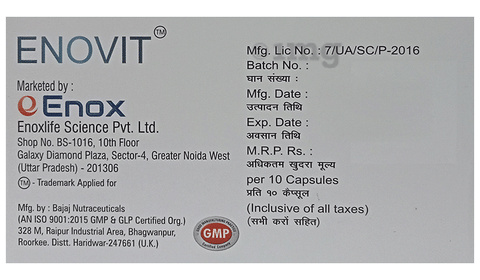 ENOVIT™
Marketed by :
Enox
Enoxlife Science Pvt. Ltd.
Shop No. BS-1016, 10th Floor
Galaxy Diamond Plaza, Sector-4, Greater Noida West
(Uttar Pradesh) - 201306
™ - Trademark Applied for
Mfg. by : Bajaj Nutraceuticals
(AN ISO 9001:2015 GMP & GLP Certified Org.)
328 M, Raipur Industrial Area, Bhagwanpur,
Roorkee. Distt. Haridwar-247661 (U.K.)
GMP
Mfg. Lic No.: 7/UA/SC/P-2016
1mg
Batch No. :
घान संख्या :
Mfg. Date :
उत्पादन तिथि
Exp. Date :
अवसान तिथि
M.R.P. Rs :
अधिकतम खुदरा मूल्य
per 10 Capsules
प्रति १० कैप्सूल
(Inclusive of all taxes)
(सभी करों सहित)